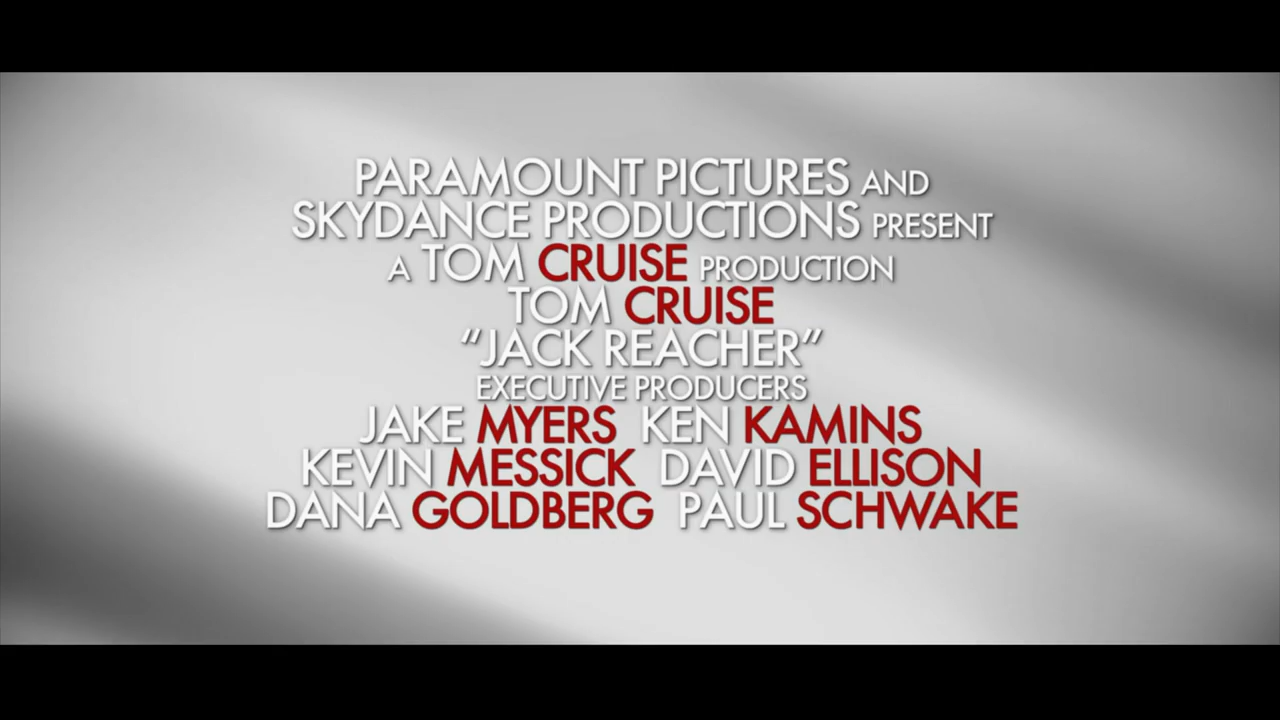 PARAMOUNT PICTURES AND
SKYDANCE PRODUCTIONS PRESENT
A TOM CRUISE PRODUCTION
TOM CRUISE
“JACK REACHER”
EXECUTIVE PRODUCERS
JAKE MYERS KEN KAMINS
KEVIN MESSICK DAVID ELLISON
DANA GOLDBERG PAUL SCHWAKE